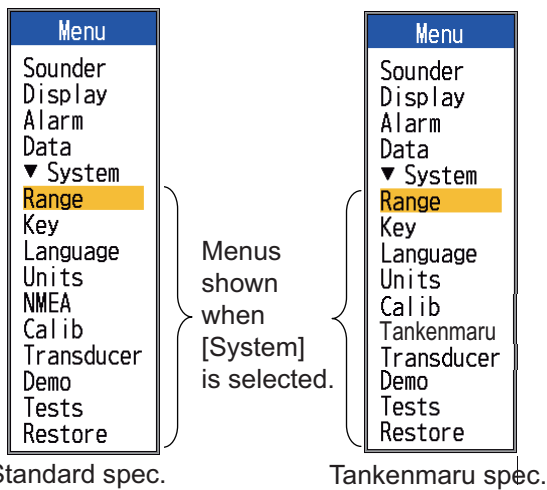 Menu
Sounder
Display
Alarm
Data
▼ System
Range
Key
Language
Units
NMEA
Calib
Transducer
Demo
Tests
Restore
Standard spec.
Menus
shown
when
[System]
is selected.
Menu
Sounder
Display
Alarm
Data
▼ System
Range
Key
Language
Units
Calib
Tankenmaru
Transducer
Demo
Tests
Restore
Tankenmaru spec.